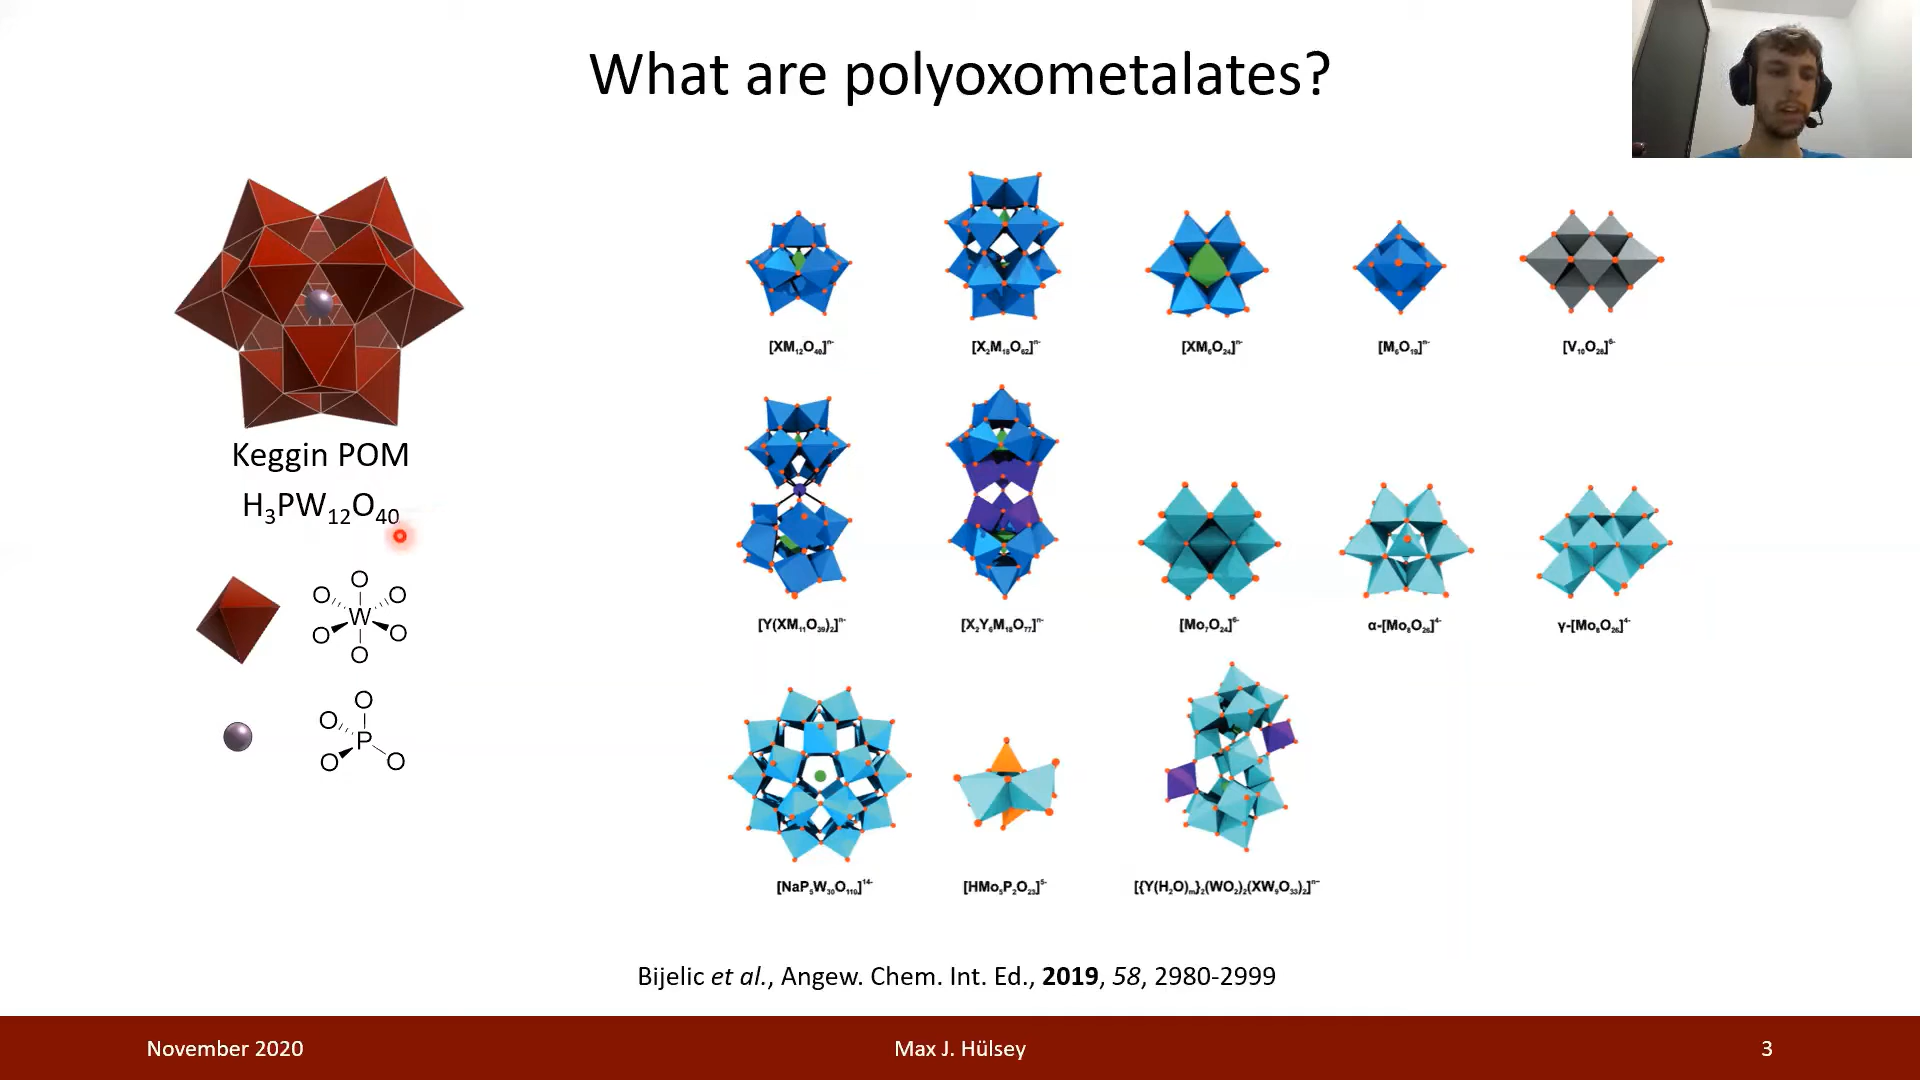 What are polyoxometalates?
Keggin POM
H₃PW₁₂O₄₀
O
O O
W
O O
O
O
O
P
O O
[XM₁₂O₄₀]ⁿ⁻ [X₂M₁₈O₆₂]ⁿ⁻ [XM₆O₂₄]ⁿ⁻ [M₆O₁₉]ⁿ⁻ [V₁₀O₂₈]⁶⁻
[Y(XM₁₁O₃₉)₂]ⁿ⁻ [X₂Y₆M₁₈O₇₇]ⁿ⁻ [Mo₇O₂₄]⁶⁻ α-[Mo₈O₂₆]⁴⁻ γ-[Mo₈O₂₆]⁴⁻
[NaP₅W₃₀O₁₁₀]¹⁴⁻ [HMo₅P₂O₂₃]⁵⁻ [{Y(H₂O)ₘ}₂(WO₂)₂(XW₉O₃₃)₂]ⁿ⁻
Bijelic et al., Angew. Chem. Int. Ed., 2019, 58, 2980-2999
November 2020 Max J. Hülsey 3